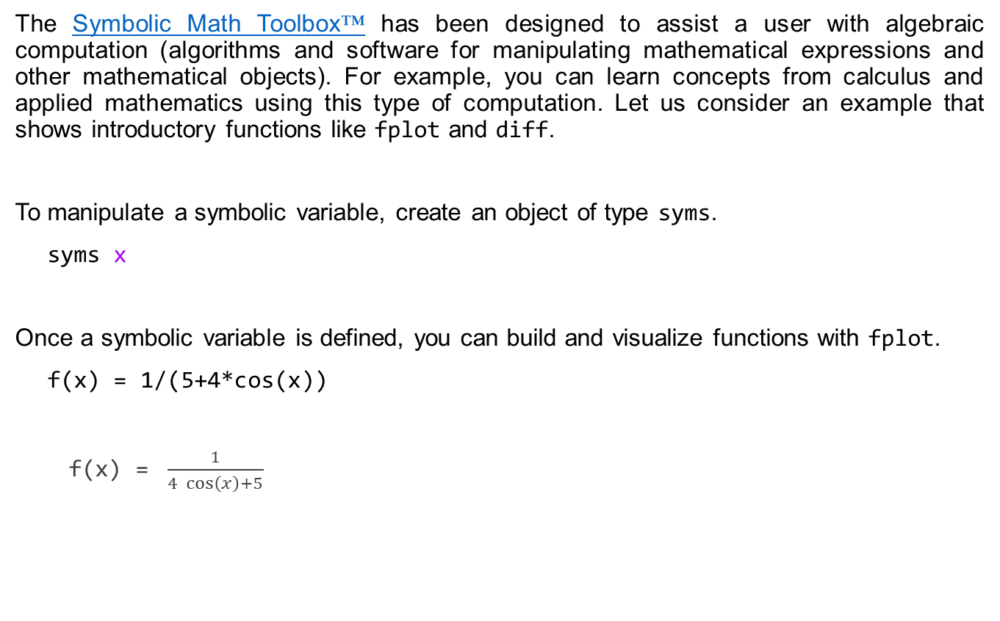 The Symbolic Math Toolbox™ has been designed to assist a user with algebraic
computation (algorithms and software for manipulating mathematical expressions and
other mathematical objects). For example, you can learn concepts from calculus and
applied mathematics using this type of computation. Let us consider an example that
shows introductory functions like fplot and diff.
To manipulate a symbolic variable, create an object of type syms.
syms x
Once a symbolic variable is defined, you can build and visualize functions with fplot.
f(x) = 1/(5+4*cos(x))
f(x) = 1
4 cos(x)+5